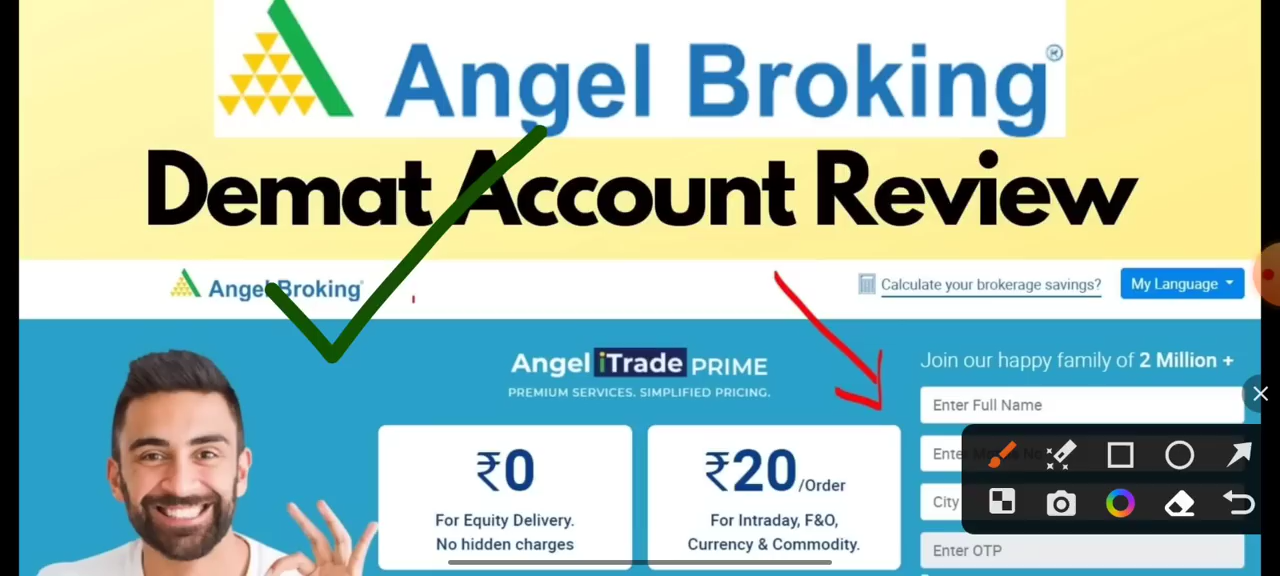 Angel Broking®
Demat Account Review
Angel Broking
Calculate your brokerage savings?
My Language
Angel iTrade PRIME
PREMIUM SERVICES. SIMPLIFIED PRICING.
Join our happy family of 2 Million +
Enter Full Name
₹0
For Equity Delivery.
No hidden charges
₹20 /Order
For Intraday, F&O,
Currency & Commodity.
City
Enter OTP